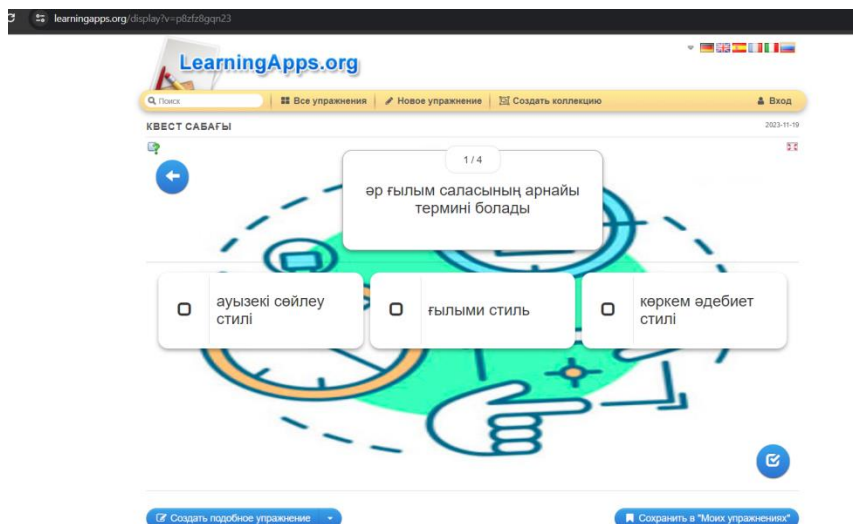 learningapps.org/display?v=p8zfz8gqn23
LearningApps.org
Поиск
Все упражнения
Новое упражнение
Создать коллекцию
Вход
КВЕСТ САБАҒЫ
2023-11-19
1 / 4
әр ғылым саласының арнайы
термині болады
ауызекі сөйлеу
стилі
ғылыми стиль
көркем әдебиет
стилі
Создать подобное упражнение
Сохранить в "Моих упражнениях"